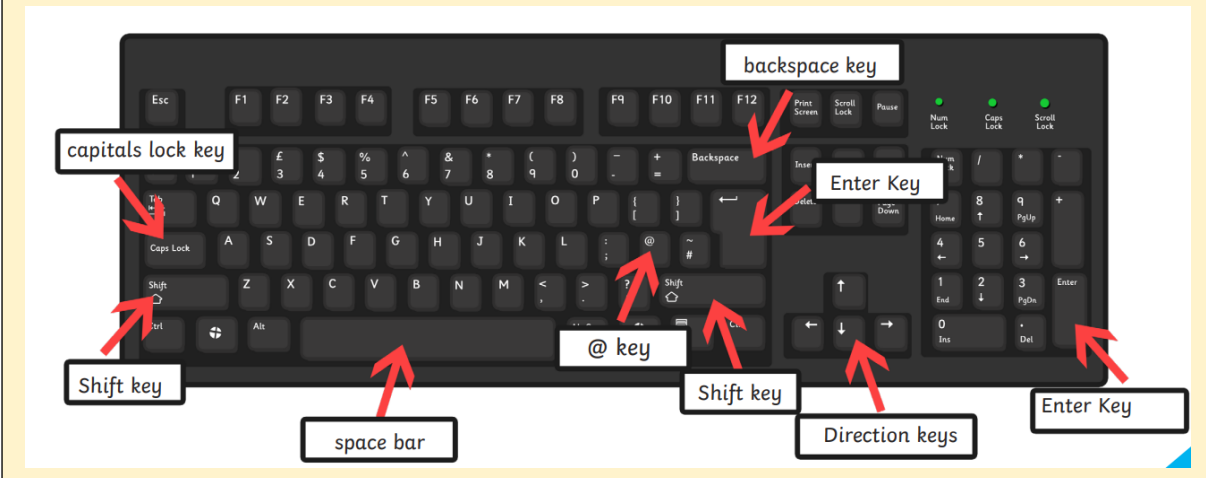 backspace key
Esc F1 F2 F3 F4 F5 F6 F7 F8 F9 F10 F11 F12 Print Screen Scroll Lock Pause
Num Lock Caps Lock Scroll Lock
capitals lock key
£ $ % ^ & * ( ) - + Backspace
1 2 3 4 5 6 7 8 9 0 - =
/ * -
Enter Key
Tab Q W E R T Y U I O P { [ } ]
Down
7 Home 8 ↑ 9 PgUp +
Caps Lock A S D F G H J K L : ; @ ~ #
4 ← 5 6 →
Shift Z X C V B N M < , > . ? Shift
↑
1 End 2 ↓ 3 PgDn Enter
Ctrl Alt
← ↓ →
0 Ins . Del
@ key
Shift key
Shift key
Enter Key
space bar
Direction keys